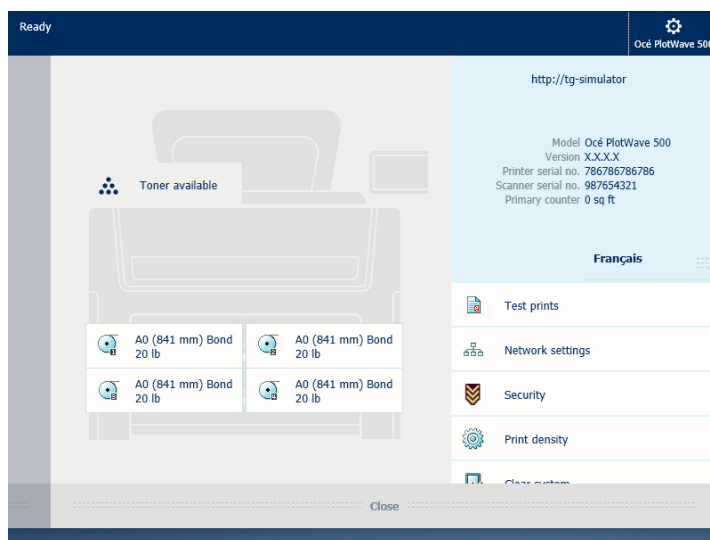 Ready
Océ PlotWave 500
http://tg-simulator
Model Océ PlotWave 500
Version X.X.X.X
Printer serial no. 786786786786
Scanner serial no. 987654321
Primary counter 0 sq ft
Toner available
Français
Test prints
A0 (841 mm) Bond
20 lb
A0 (841 mm) Bond
20 lb
Network settings
A0 (841 mm) Bond
20 lb
A0 (841 mm) Bond
20 lb
Security
Print density
Clear system
Close